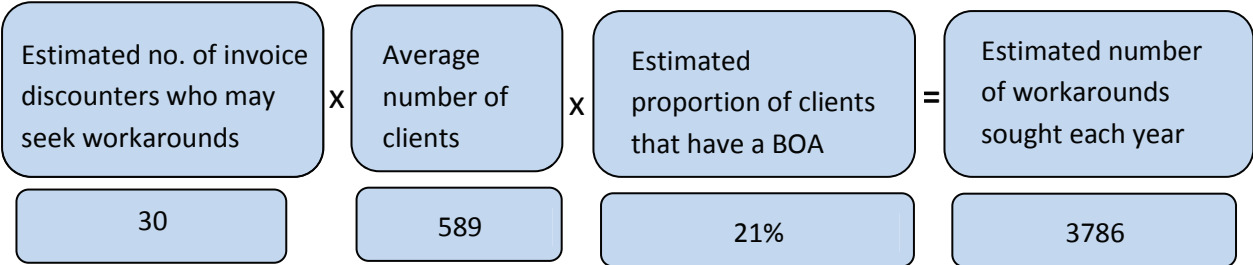 Estimated no. of invoice
discounters who may
seek workarounds
x
Average
number of
clients
x
Estimated
proportion of clients
that have a BOA
=
Estimated number
of workarounds
sought each year
30
589
21%
3786